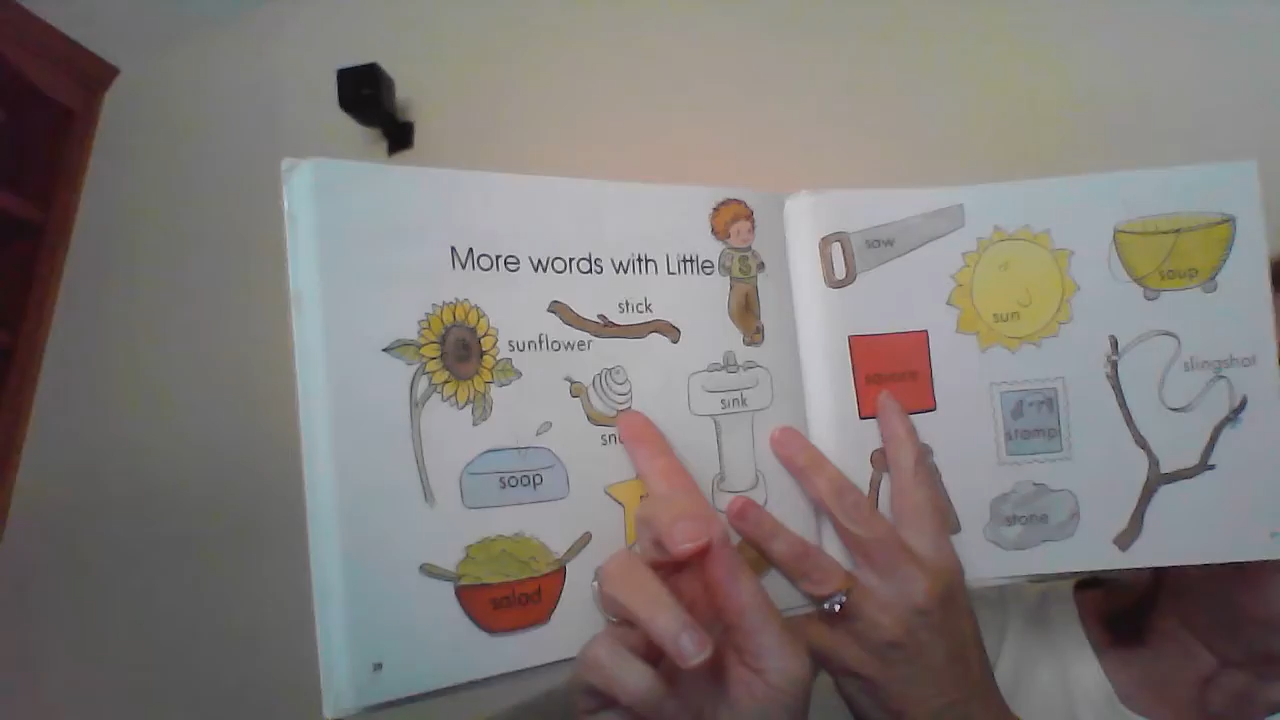 More words with Little
S
stick
sunflower
sink
soap
salad
saw
sun
soup
square
slingshot
stamp
stone